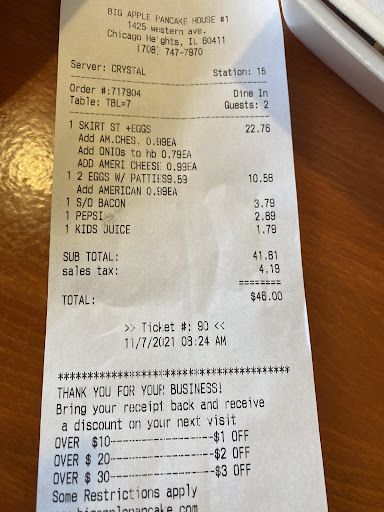 BIG APPLE PANCAKE HOUSE #1
1425 western ave.
Chicago Heights, IL 60411
(708) 747-7970
Server: CRYSTAL Station: 15
Order #:717904 Dine In
Table: TBL=7 Guests: 2
1 SKIRT ST +EGGS 22.76
Add AM.CHES. 0.99EA
Add ONIOs to hb 0.79EA
ADD AMERI CHEESE 0.99EA
1 2 EGGS W/ PATTIES9.59 10.58
Add AMERICAN 0.99EA
1 S/O BACON 3.79
1 PEPSI 2.89
1 KIDS JUICE 1.79
SUB TOTAL: 41.81
sales tax: 4.19
========
TOTAL: $46.00
>> Ticket #: 90 <<
11/7/2021 08:24 AM
****************************************
THANK YOU FOR YOUR BUSINESS!
Bring your receipt back and receive
a discount on your next visit
OVER $10--------------------$1 OFF
OVER $ 20-------------------$2 OFF
OVER $ 30-------------------$3 OFF
Some Restrictions apply
bigapplepancake.com